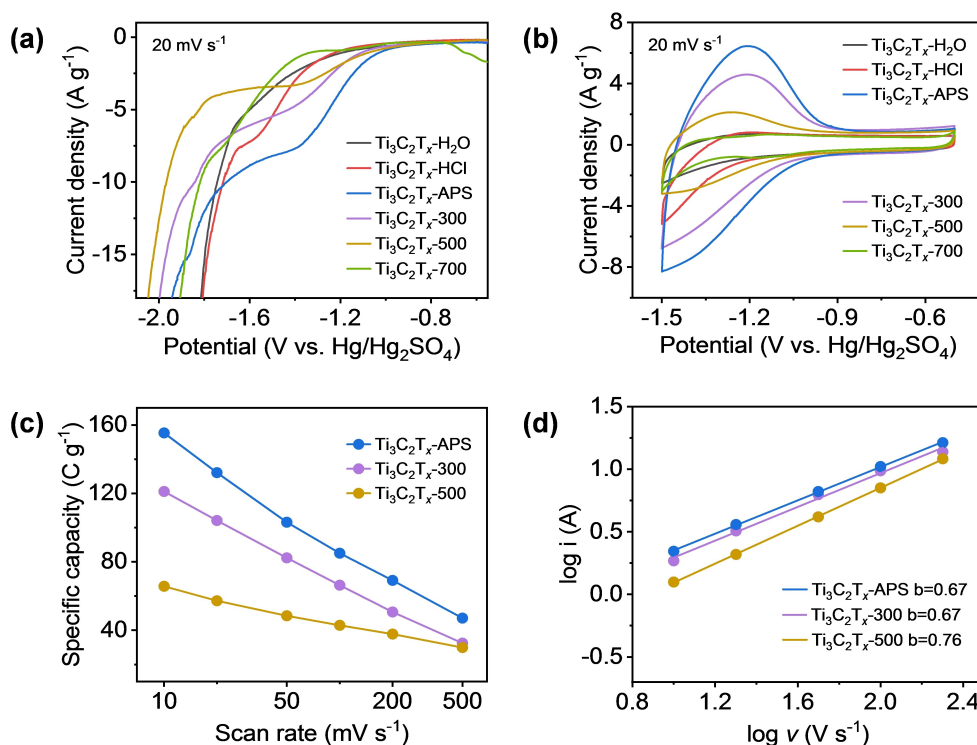 (a)
20 mV s⁻¹
Ti₃C₂Tₓ-H₂O
Ti₃C₂Tₓ-HCl
Ti₃C₂Tₓ-APS
Ti₃C₂Tₓ-300
Ti₃C₂Tₓ-500
Ti₃C₂Tₓ-700
0
-5
-10
-15
Current density (A g⁻¹)
-2.0 -1.6 -1.2 -0.8
Potential (V vs. Hg/Hg₂SO₄)
(b)
20 mV s⁻¹
Ti₃C₂Tₓ-H₂O
Ti₃C₂Tₓ-HCl
Ti₃C₂Tₓ-APS
Ti₃C₂Tₓ-300
Ti₃C₂Tₓ-500
Ti₃C₂Tₓ-700
8
4
0
-4
-8
Current density (A g⁻¹)
-1.5 -1.2 -0.9 -0.6
Potential (V vs. Hg/Hg₂SO₄)
(c)
Ti₃C₂Tₓ-APS
Ti₃C₂Tₓ-300
Ti₃C₂Tₓ-500
160
120
80
40
Specific capacity (C g⁻¹)
10 50 200 500
Scan rate (mV s⁻¹)
(d)
1.5
1.0
0.5
0.0
-0.5
log i (A)
Ti₃C₂Tₓ-APS b=0.67
Ti₃C₂Tₓ-300 b=0.67
Ti₃C₂Tₓ-500 b=0.76
0.8 1.2 1.6 2.0 2.4
log v (V s⁻¹)